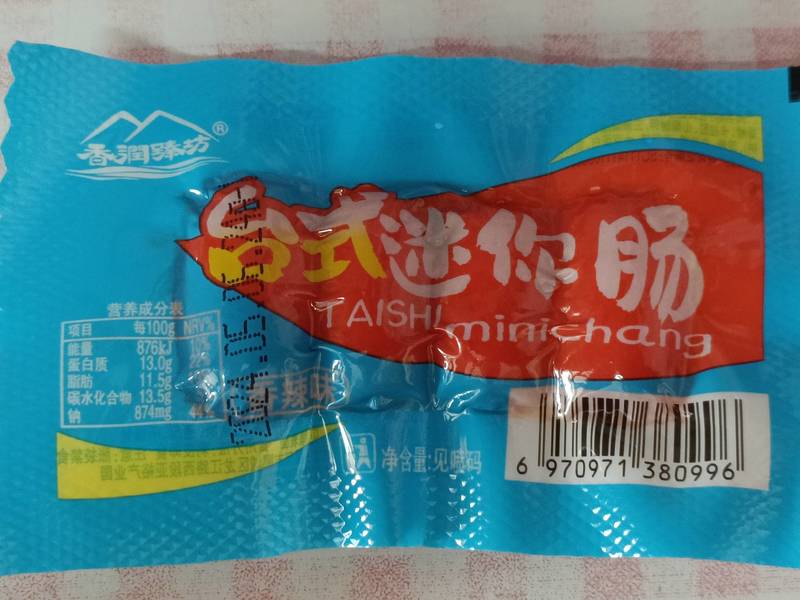 香润臻坊®
台式迷你肠
TAISHI minichang
营养成分表
项目 每100g NRV%
能量 876kJ 10%
蛋白质 13.0g
脂肪 11.5g
碳水化合物 13.5g
钠 874mg
香辣味
净含量:见喷码
6 970971 380996